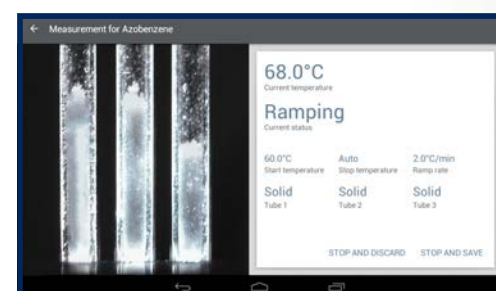 ← Measurement for Azobenzene
68.0°C
Current temperature
Ramping
Current status
60.0°C Auto 2.0°C/min
Start temperature Stop temperature Ramp rate
Solid Solid Solid
Tube 1 Tube 2 Tube 3
STOP AND DISCARD STOP AND SAVE